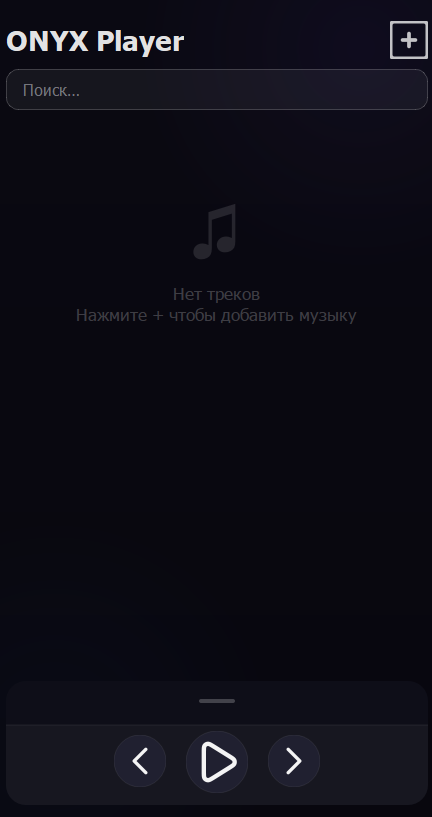 ONYX Player
Поиск...
Нет треков
Нажмите + чтобы добавить музыку